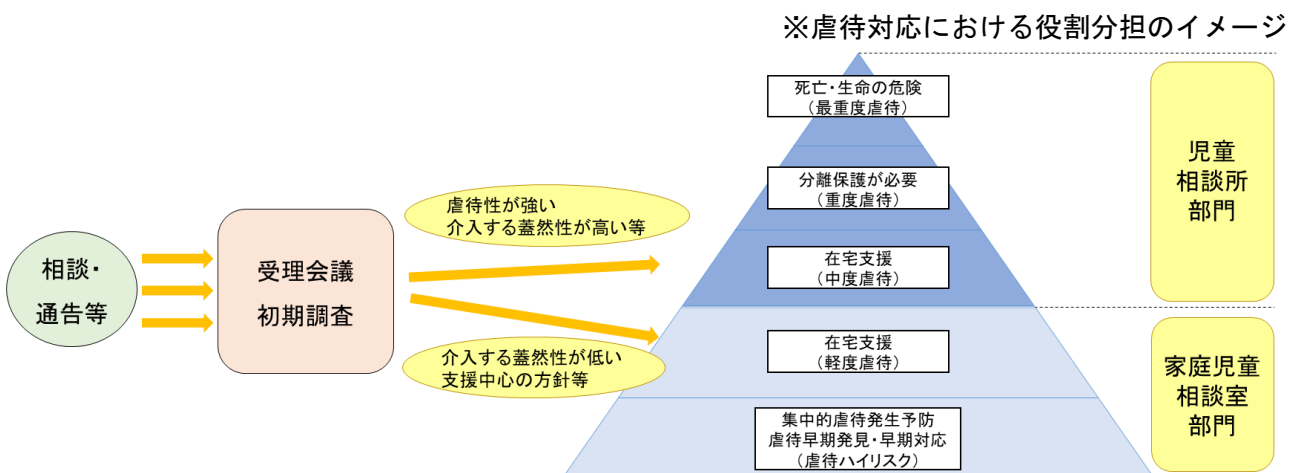 ※虐待対応における役割分担のイメージ
相談・
通告等
受理会議
初期調査
虐待性が強い
介入する蓋然性が高い等
介入する蓋然性が低い
支援中心の方針等
死亡・生命の危険
（最重度虐待）
分離保護が必要
（重度虐待）
在宅支援
（中度虐待）
在宅支援
（軽度虐待）
集中的虐待発生予防
虐待早期発見・早期対応
（虐待ハイリスク）
児童
相談所
部門
家庭児童
相談室
部門